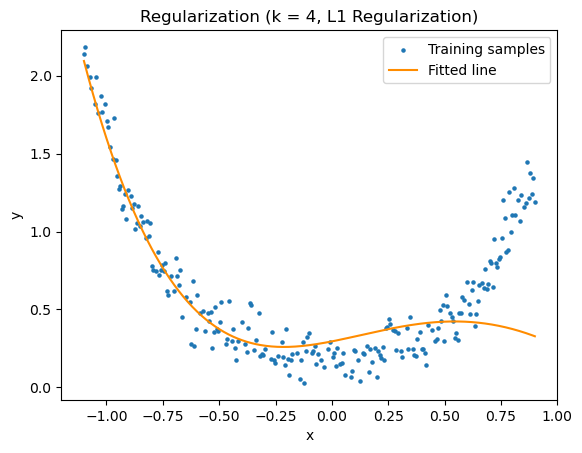 Regularization (k = 4, L1 Regularization)
Training samples
Fitted line
y
2.0
1.5
1.0
0.5
0.0
−1.00 −0.75 −0.50 −0.25 0.00 0.25 0.50 0.75 1.00
x